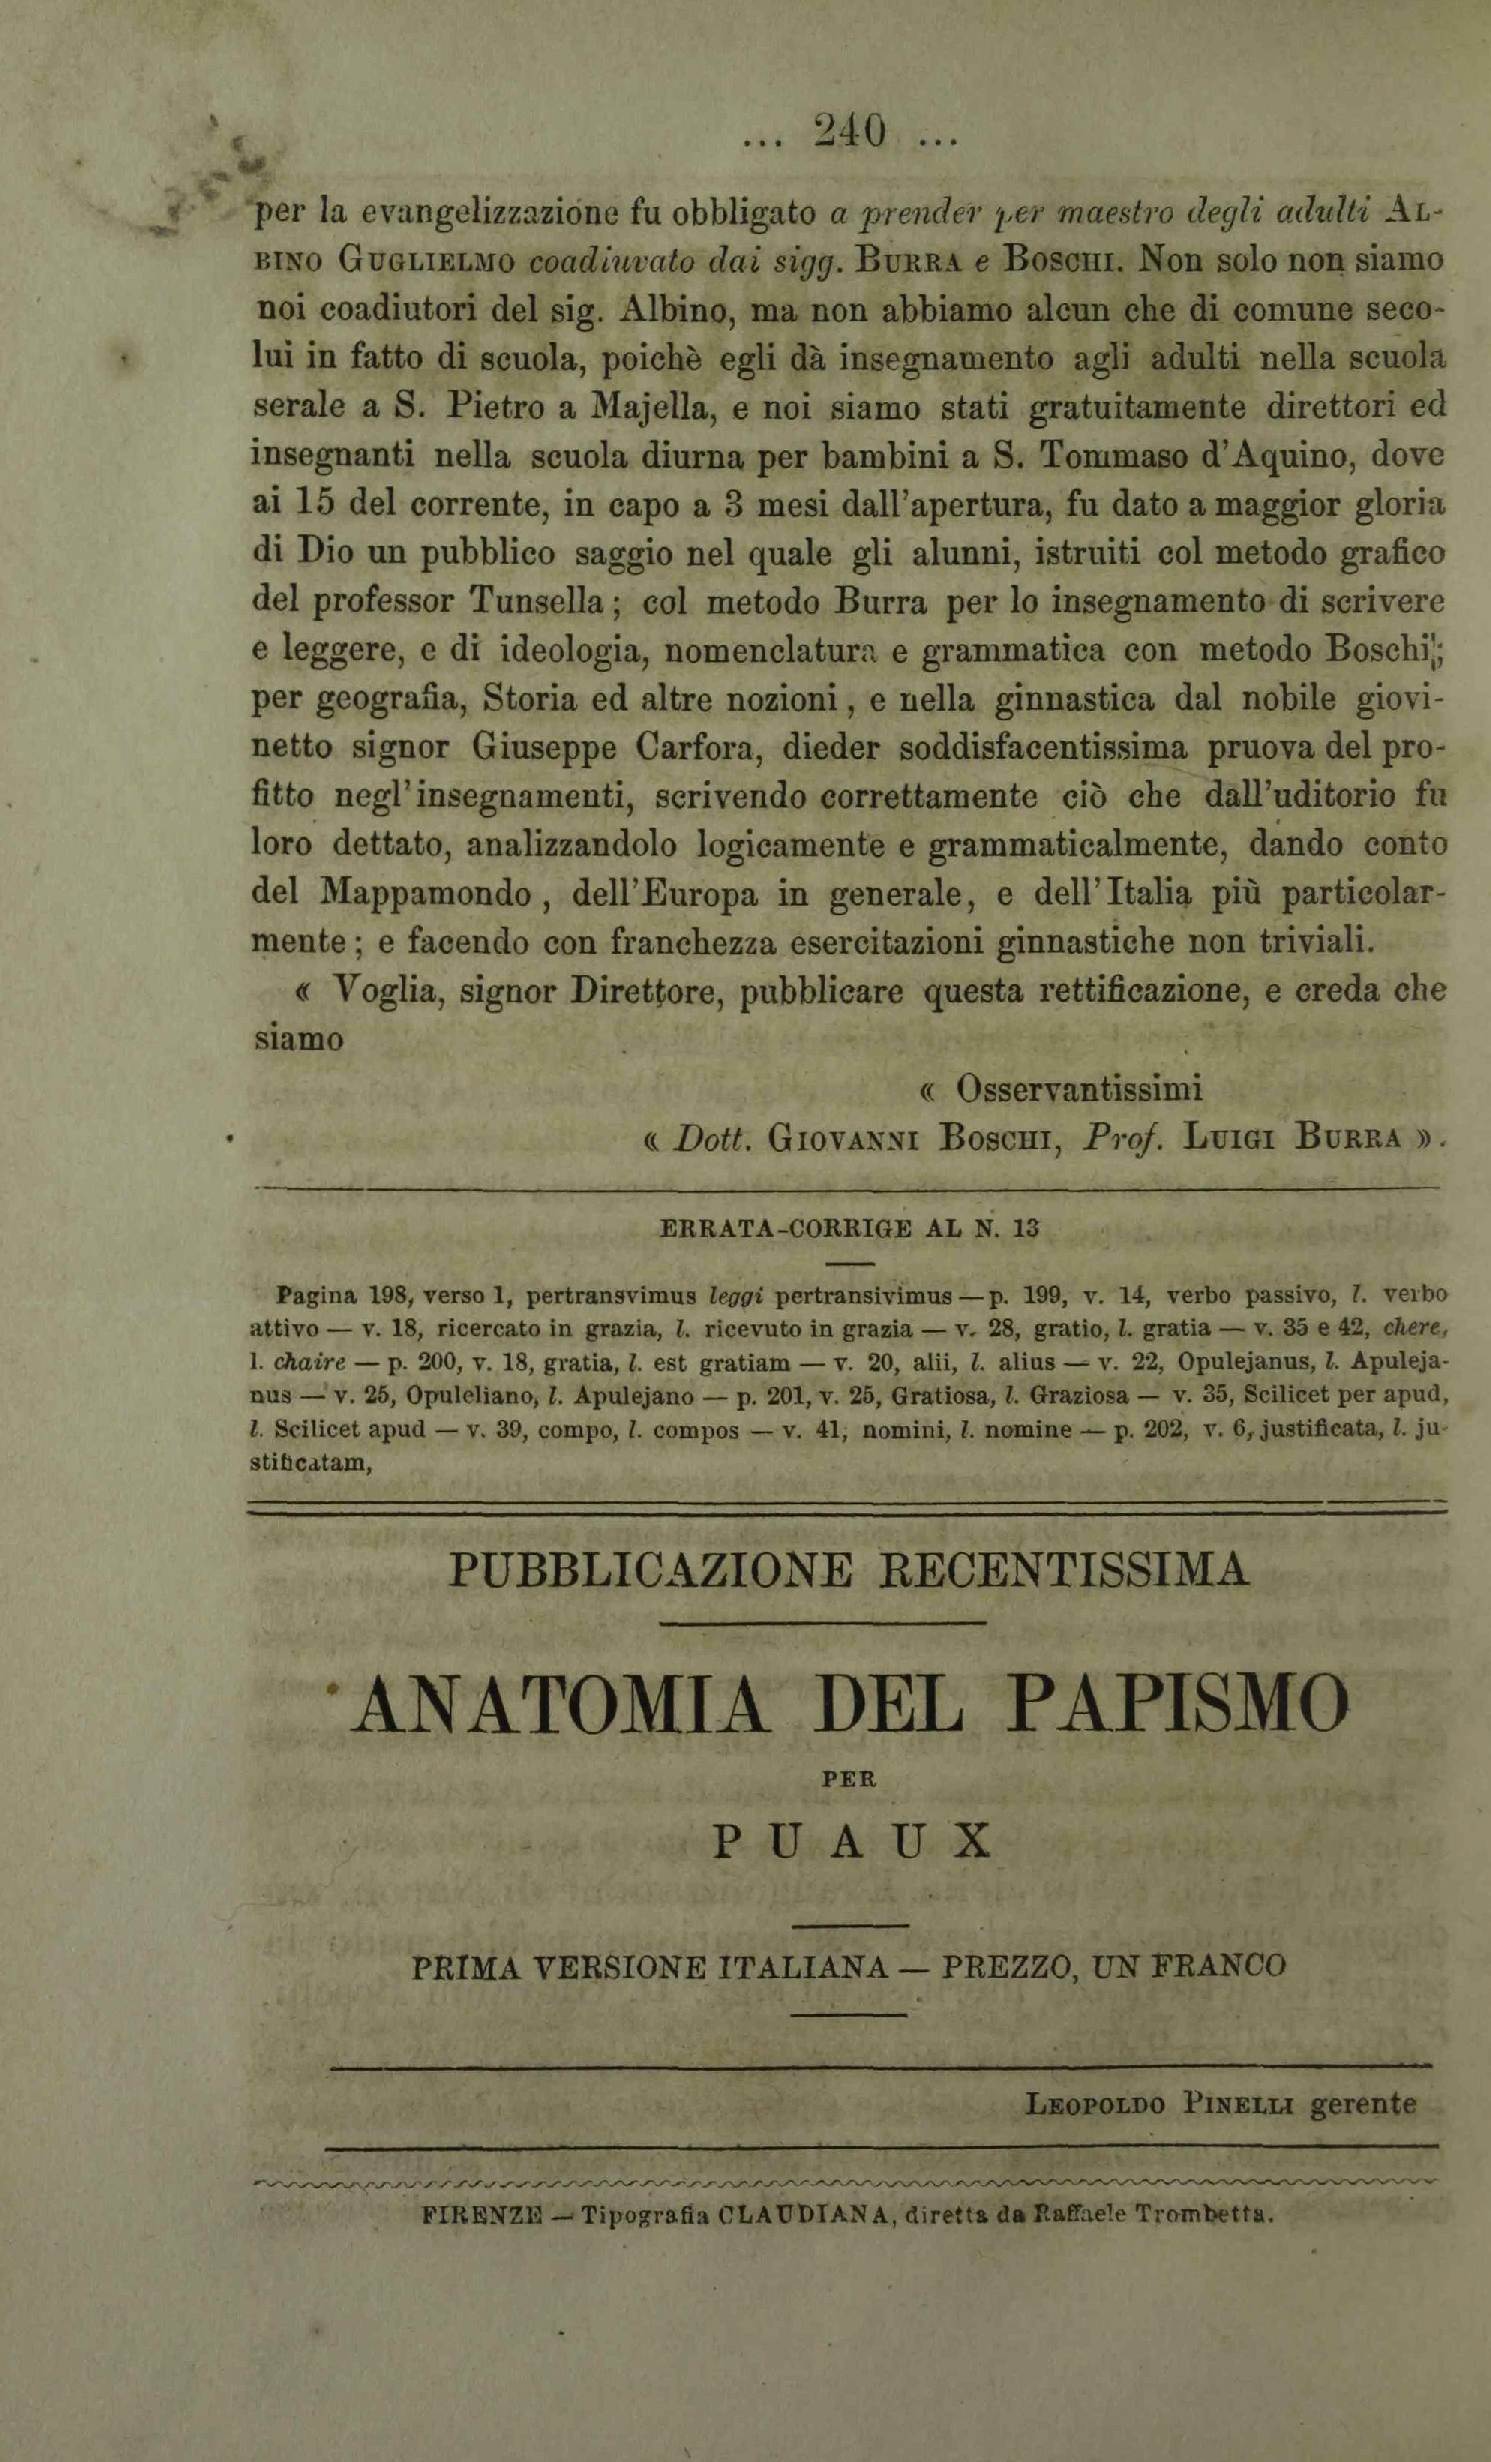 ... 240 ...
per la evangelizzazione fu obbligato a prender per maestro degli adulti AL-
BINO GUGLIELMO coadiuvato dai sigg. BURRA e BOSCHI. Non solo non siamo
noi coadiutori del sig. Albino, ma non abbiamo alcun che di comune seco-
lui in fatto di scuola, poichè egli dà insegnamento agli adulti nella scuola
serale a S. Pietro a Majella, e noi siamo stati gratuitamente direttori ed
insegnanti nella scuola diurna per bambini a S. Tommaso d'Aquino, dove
ai 15 del corrente, in capo a 3 mesi dall'apertura, fu dato a maggior gloria
di Dio un pubblico saggio nel quale gli alunni, istruiti col metodo grafico
del professor Tunsella; col metodo Burra per lo insegnamento di scrivere
e leggere, e di ideologia, nomenclatura e grammatica con metodo Boschi;
per geografia, Storia ed altre nozioni, e nella ginnastica dal nobile giovi-
netto signor Giuseppe Carfora, dieder soddisfacentissima pruova del pro-
fitto negl'insegnamenti, scrivendo correttamente ciò che dall'uditorio fu
loro dettato, analizzandolo logicamente e grammaticalmente, dando conto
del Mappamondo, dell'Europa in generale, e dell'Italia più particolar-
mente; e facendo con franchezza esercitazioni ginnastiche non triviali.
« Voglia, signor Direttore, pubblicare questa rettificazione, e creda che
siamo
« Osservantissimi
« Dott. GIOVANNI BOSCHI, Prof. LUIGI BURRA ».
ERRATA-CORRIGE AL N. 13
Pagina 198, verso 1, pertransvimus leggi pertransivimus — p. 199, v. 14, verbo passivo, l. verbo
attivo — v. 18, ricercato in grazia, l. ricevuto in grazia — v. 28, gratio, l. gratia — v. 35 e 42, chere,
l. chaire — p. 200, v. 18, gratia, l. est gratiam — v. 20, alii, l. alius — v. 22, Opulejanus, l. Apuleja-
nus — v. 25, Opuleliano, l. Apulejano — p. 201, v. 25, Gratiosa, l. Graziosa — v. 35, Scilicet per apud,
l. Scilicet apud — v. 39, compo, l. compos — v. 41, nomini, l. nomine — p. 202, v. 6, justificata, l. ju-
stificatam,
PUBBLICAZIONE RECENTISSIMA
ANATOMIA DEL PAPISMO
PER
PUAUX
PRIMA VERSIONE ITALIANA — PREZZO, UN FRANCO
LEOPOLDO PINELLI gerente
FIRENZE — Tipografia CLAUDIANA, diretta da Raffaele Trombetta.